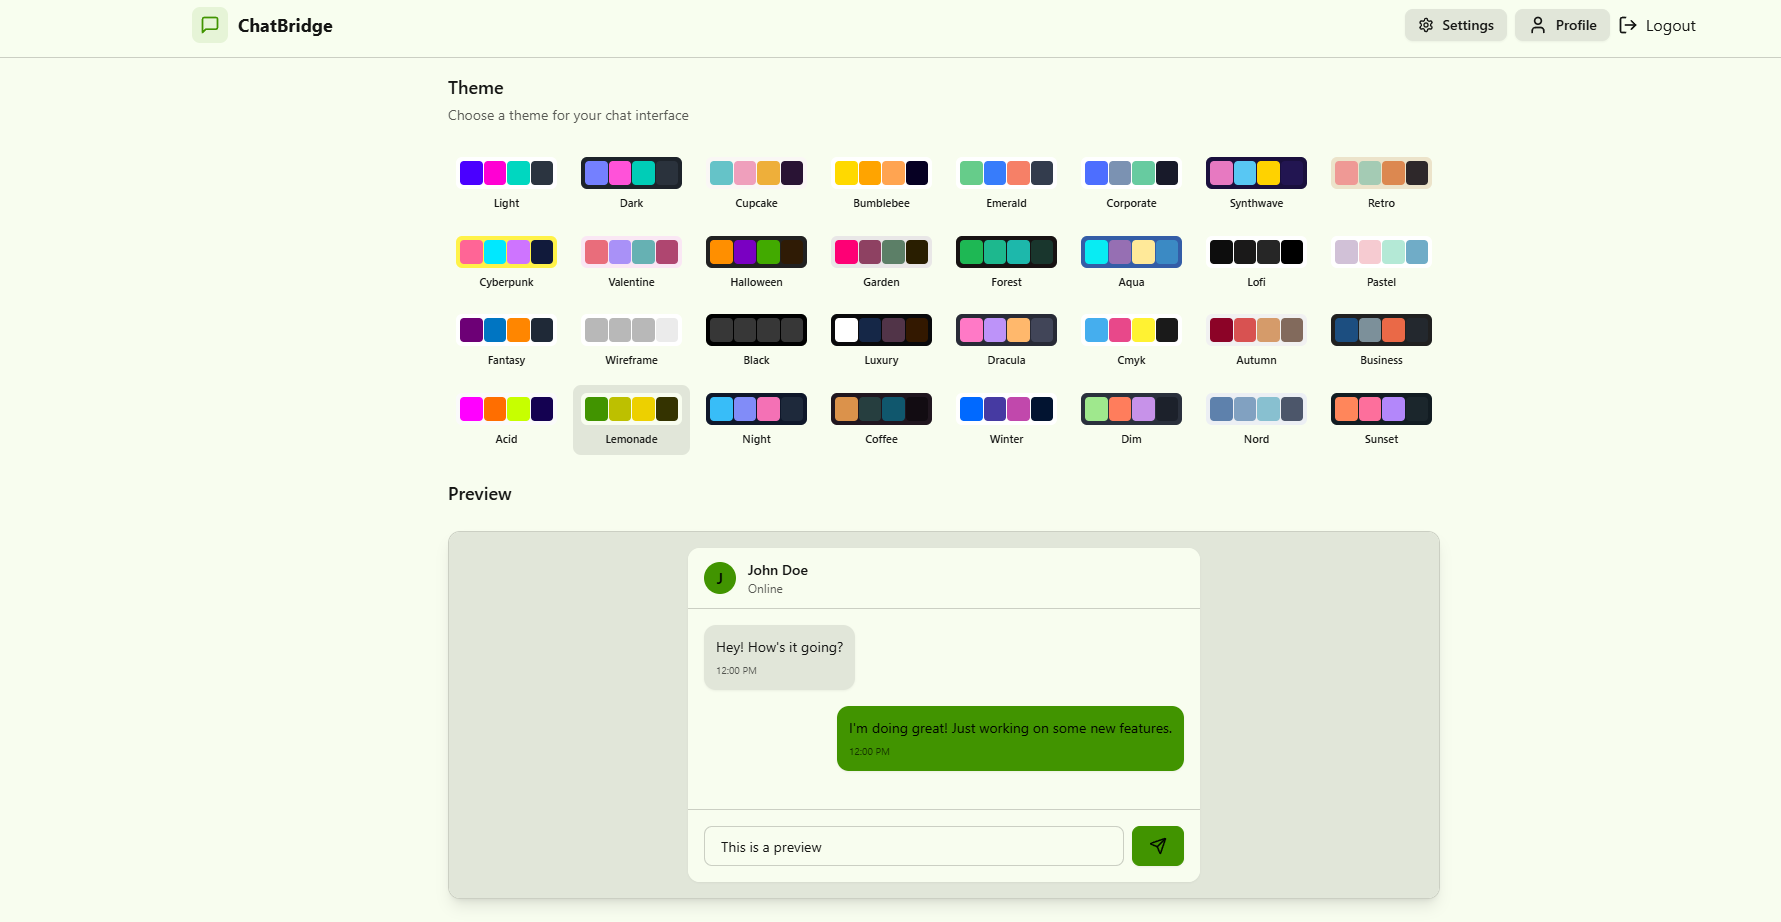 ChatBridge
Settings
Profile
Logout
Theme
Choose a theme for your chat interface
Light
Dark
Cupcake
Bumblebee
Emerald
Corporate
Synthwave
Retro
Cyberpunk
Valentine
Halloween
Garden
Forest
Aqua
Lofi
Pastel
Fantasy
Wireframe
Black
Luxury
Dracula
Cmyk
Autumn
Business
Acid
Lemonade
Night
Coffee
Winter
Dim
Nord
Sunset
Preview
J
John Doe
Online
Hey! How's it going?
12:00 PM
I'm doing great! Just working on some new features.
12:00 PM
This is a preview